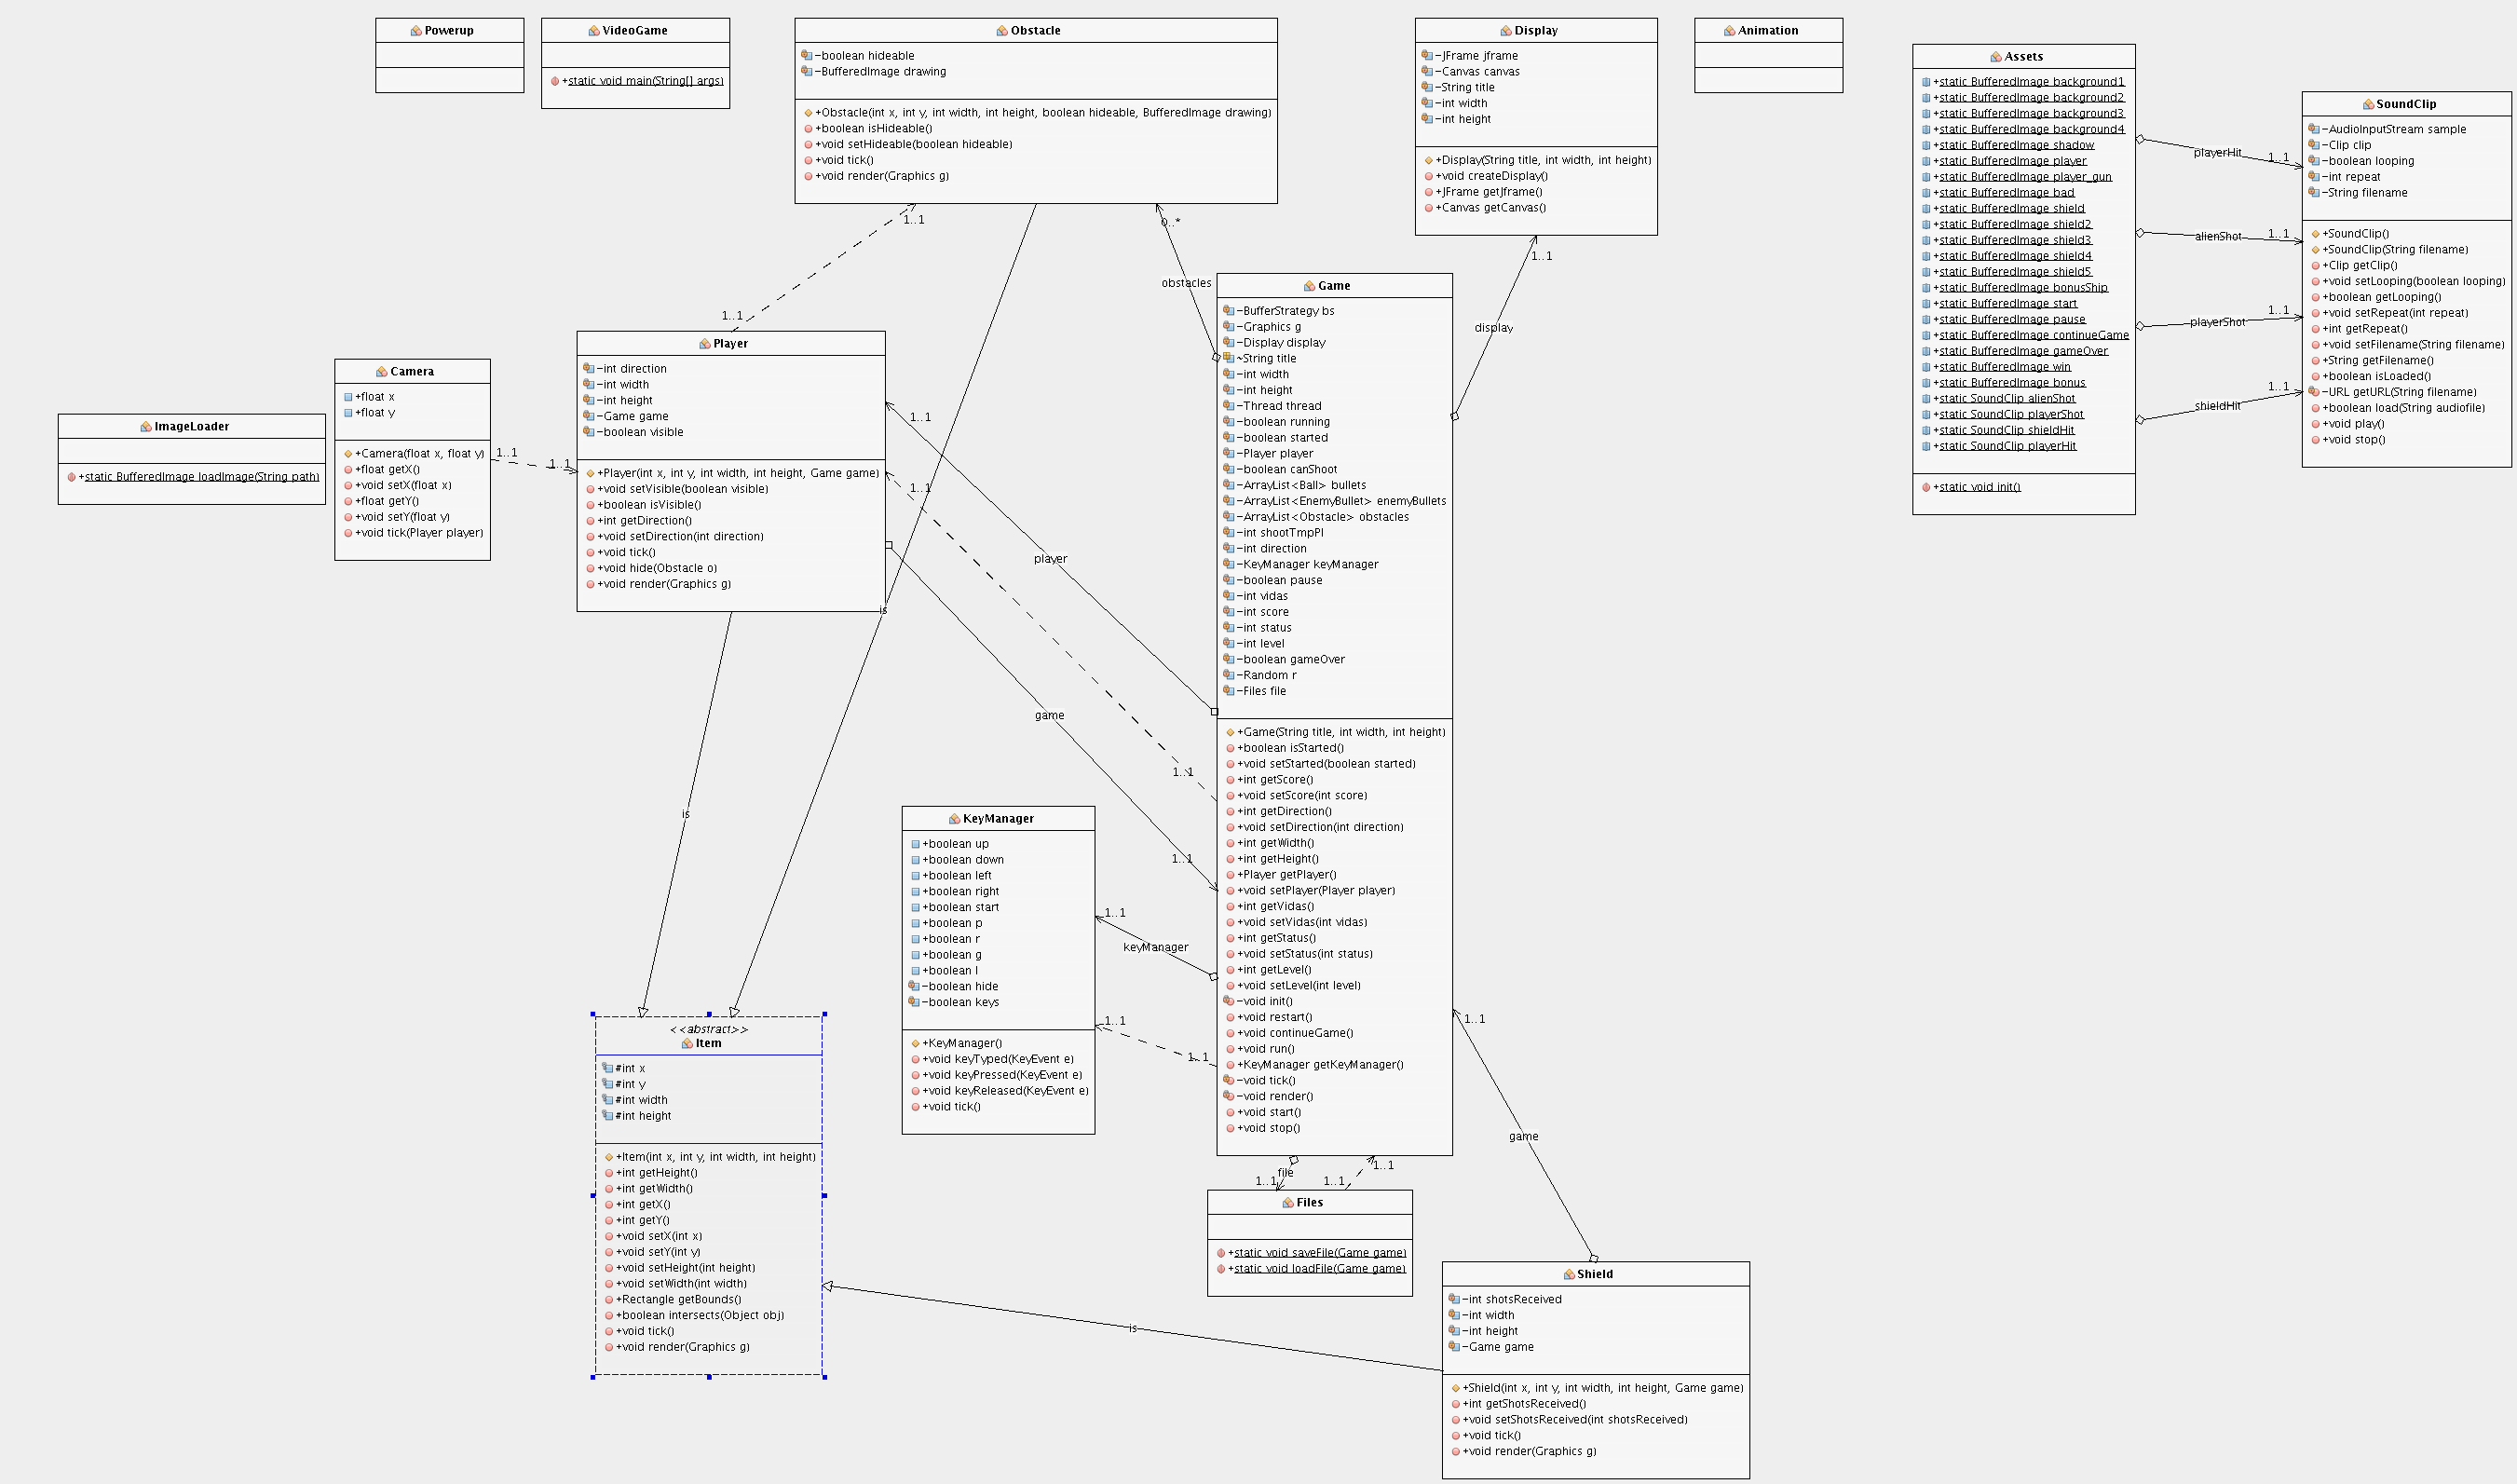 Powerup
VideoGame
+static void main(String[] args)
Obstacle
-boolean hideable
-BufferedImage drawing
+Obstacle(int x, int y, int width, int height, boolean hideable, BufferedImage drawing)
+boolean isHideable()
+void setHideable(boolean hideable)
+void tick()
+void render(Graphics g)
Display
-JFrame jframe
-Canvas canvas
-String title
-int width
-int height
+Display(String title, int width, int height)
+void createDisplay()
+JFrame getJframe()
+Canvas getCanvas()
Animation
Assets
+static BufferedImage background1
+static BufferedImage background2
+static BufferedImage background3
+static BufferedImage background4
+static BufferedImage shadow
+static BufferedImage player
+static BufferedImage player_gun
+static BufferedImage bad
+static BufferedImage shield
+static BufferedImage shield2
+static BufferedImage shield3
+static BufferedImage shield4
+static BufferedImage shield5
+static BufferedImage bonusShip
+static BufferedImage start
+static BufferedImage pause
+static BufferedImage continueGame
+static BufferedImage gameOver
+static BufferedImage win
+static BufferedImage bonus
+static SoundClip alienShot
+static SoundClip playerShot
+static SoundClip shieldHit
+static SoundClip playerHit
+static void init()
playerHit
1..1
alienShot
1..1
playerShot
1..1
shieldHit
1..1
SoundClip
-AudioInputStream sample
-Clip clip
-boolean looping
-int repeat
-String filename
+SoundClip()
+SoundClip(String filename)
+Clip getClip()
+void setLooping(boolean looping)
+boolean getLooping()
+void setRepeat(int repeat)
+int getRepeat()
+void setFilename(String filename)
+String getFilename()
+boolean isLoaded()
-URL getURL(String filename)
+boolean load(String audiofile)
+void play()
+void stop()
1..1
1..1
0..*
obstacles
1..1
display
ImageLoader
+static BufferedImage loadImage(String path)
Camera
+float x
+float y
+Camera(float x, float y)
+float getX()
+void setX(float x)
+float getY()
+void setY(float y)
+void tick(Player player)
1..1
1..1
Player
-int direction
-int width
-int height
-Game game
-boolean visible
+Player(int x, int y, int width, int height, Game game)
+void setVisible(boolean visible)
+boolean isVisible()
+int getDirection()
+void setDirection(int direction)
+void tick()
+void hide(Obstacle o)
+void render(Graphics g)
1..1
1..1
player
game
1..1
1..1
is
is
Game
-BufferStrategy bs
-Graphics g
-Display display
~String title
-int width
-int height
-Thread thread
-boolean running
-boolean started
-Player player
-boolean canShoot
-ArrayList<Ball> bullets
-ArrayList<EnemyBullet> enemyBullets
-ArrayList<Obstacle> obstacles
-int shootTmpPl
-int direction
-KeyManager keyManager
-boolean pause
-int vidas
-int score
-int status
-int level
-boolean gameOver
-Random r
-Files file
+Game(String title, int width, int height)
+boolean isStarted()
+void setStarted(boolean started)
+int getScore()
+void setScore(int score)
+int getDirection()
+void setDirection(int direction)
+int getWidth()
+int getHeight()
+Player getPlayer()
+void setPlayer(Player player)
+int getVidas()
+void setVidas(int vidas)
+int getStatus()
+void setStatus(int status)
+int getLevel()
+void setLevel(int level)
-void init()
+void restart()
+void continueGame()
+void run()
+KeyManager getKeyManager()
-void tick()
-void render()
+void start()
+void stop()
KeyManager
+boolean up
+boolean down
+boolean left
+boolean right
+boolean start
+boolean p
+boolean r
+boolean g
+boolean l
-boolean hide
-boolean keys
+KeyManager()
+void keyTyped(KeyEvent e)
+void keyPressed(KeyEvent e)
+void keyReleased(KeyEvent e)
+void tick()
1..1
keyManager
1..1
1..1
<<abstract>>
Item
#int x
#int y
#int width
#int height
+Item(int x, int y, int width, int height)
+int getHeight()
+int getWidth()
+int getX()
+int getY()
+void setX(int x)
+void setY(int y)
+void setHeight(int height)
+void setWidth(int width)
+Rectangle getBounds()
+boolean intersects(Object obj)
+void tick()
+void render(Graphics g)
file
1..1
1..1
1..1
Files
+static void saveFile(Game game)
+static void loadFile(Game game)
1..1
game
is
Shield
-int shotsReceived
-int width
-int height
-Game game
+Shield(int x, int y, int width, int height, Game game)
+int getShotsReceived()
+void setShotsReceived(int shotsReceived)
+void tick()
+void render(Graphics g)